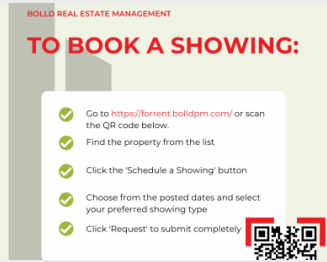 BOLLD REAL ESTATE MANAGEMENT
TO BOOK A SHOWING:
Go to https://forrent.bolldpm.com/ or scan
the QR code below.
Find the property from the list
Click the 'Schedule a Showing' button
Choose from the posted dates and select
your preferred showing type
Click 'Request' to submit completely